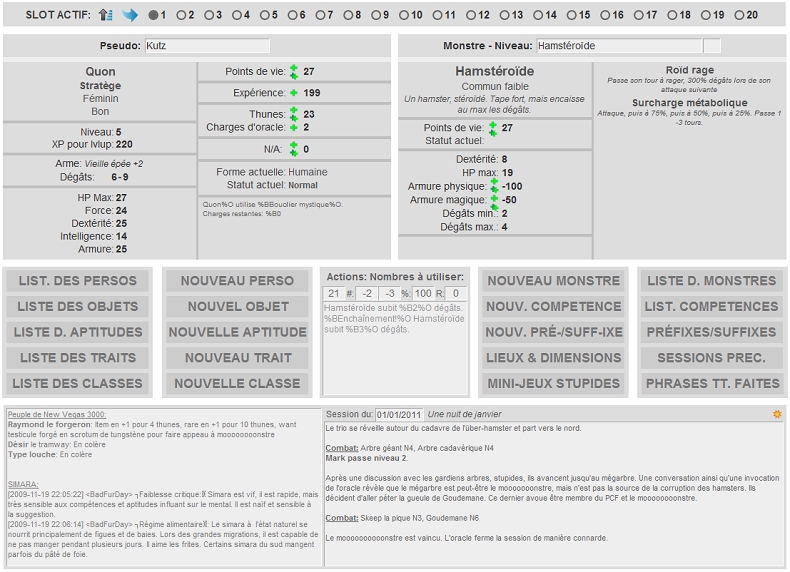 SLOT ACTIF: 1 2 3 4 5 6 7 8 9 10 11 12 13 14 15 16 17 18 19 20
Pseudo: Kutz
Quon
Stratège
Féminin
Bon
Niveau: 5
XP pour lvlup: 220
Arme: Vieille épée +2
Dégâts: 6-9
HP Max: 27
Force: 24
Dextérité: 25
Intelligence: 14
Armure: 25
Points de vie: 27
Expérience: 199
Thunes: 23
Charges d'oracle: 2
N/A: 0
Forme actuelle: Humaine
Statut actuel: Normal
Quon%O utilise %BBouclier mystique%O.
Charges restantes: %B0
Monstre - Niveau: Hamstéroïde
Hamstéroïde
Commun faible
Un hamster, stéroïdé. Tape fort, mais encaisse
au max les dégâts.
Points de vie: 27
Statut actuel:
Dextérité: 8
HP max: 19
Armure physique: -100
Armure magique: -50
Dégâts min.: 2
Dégâts max.: 4
Roïd rage
Passe son tour à rager, 300% dégâts lors de son
attaque suivante
Surcharge métabolique
Attaque, puis à 75%, puis à 50%, puis à 25%. Passe 1
-3 tours.
LIST. DES PERSOS
LISTE DES OBJETS
LISTE D. APTITUDES
LISTE DES TRAITS
LISTE DES CLASSES
NOUVEAU PERSO
NOUVEL OBJET
NOUVELLE APTITUDE
NOUVEAU TRAIT
NOUVELLE CLASSE
Actions: Nombres à utiliser:
21 #: -2 -3 %: 100 R: 0
Hamstéroïde subit %B2%O dégâts.
%BEnchaînement!%O Hamstéroïde
subit %B3%O dégâts.
NOUVEAU MONSTRE
NOUV. COMPETENCE
NOUV. PRÉ-/SUFF-IXE
LIEUX & DIMENSIONS
MINI-JEUX STUPIDES
LISTE D. MONSTRES
LIST. COMPETENCES
PRÉFIXES/SUFFIXES
SESSIONS PREC.
PHRASES TT. FAITES
Peuple de New Vegas 3000:
Raymond le forgeron: Item en +1 pour 4 thunes, rare en +1 pour 10 thunes, want
testicule forgé en scrotum de tungstène pour faire appeau à moooooonstre
Désir le tramway: En colère
Type louche: En colère
SIMARA:
[2009-11-19 22:05:22] <BadFurDay> ¬Faiblesse critique: Simara est vif, il est rapide, mais
très sensible aux compétences et aptitudes influant sur le mental. Il est naïf et sensible à
la suggestion.
[2009-11-19 22:06:14] <BadFurDay> ¬Régime alimentaire: Le simara à l'état naturel se
nourrit principalement de figues et de baies. Lors des grandes migrations, il est capable de
ne pas manger pendant plusieurs jours. Il aime les frites. Certains simara du sud mangent
parfois du pâté de foie.
Session du: 01/01/2011 Une nuit de janvier
Le trio se réveille autour du cadavre de l'über-hamster et part vers le nord.
Combat: Arbre géant N4, Arbre cadavérique N4
Mark passe niveau 2.
Après une discussion avec les gardiens arbres, stupides, ils avancent jusqu'au mégarbre. Une conversation ainsi qu'une invocation
de l'oracle révèle que le mégarbre est peut-être le moooooonstre, mais n'est pas la source de la corruption des hamsters. Ils
décident d'aller péter la gueule de Goudemane. Ce dernier avoue être membre du PCF et le moooooonstre.
Combat: Skeep la pique N3, Goudemane N6
Le moooooonstre est vaincu. L'oracle ferme la session de manière connarde.